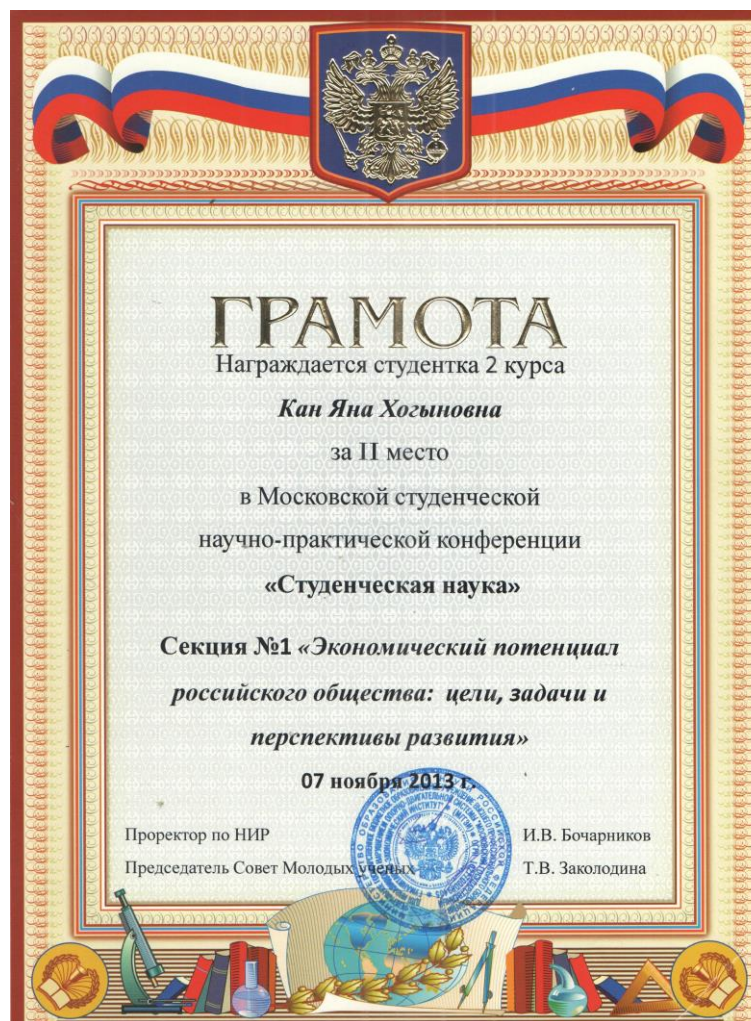 ГРАМОТА
Награждается студентка 2 курса
Кан Яна Хогыновна
за II место
в Московской студенческой
научно-практической конференции
«Студенческая наука»
Секция №1 «Экономический потенциал
российского общества: цели, задачи и
перспективы развития»
07 ноября 2013 г.
Проректор по НИР И.В. Бочарников
Председатель Совет Молодых ученых Т.В. Заколодина